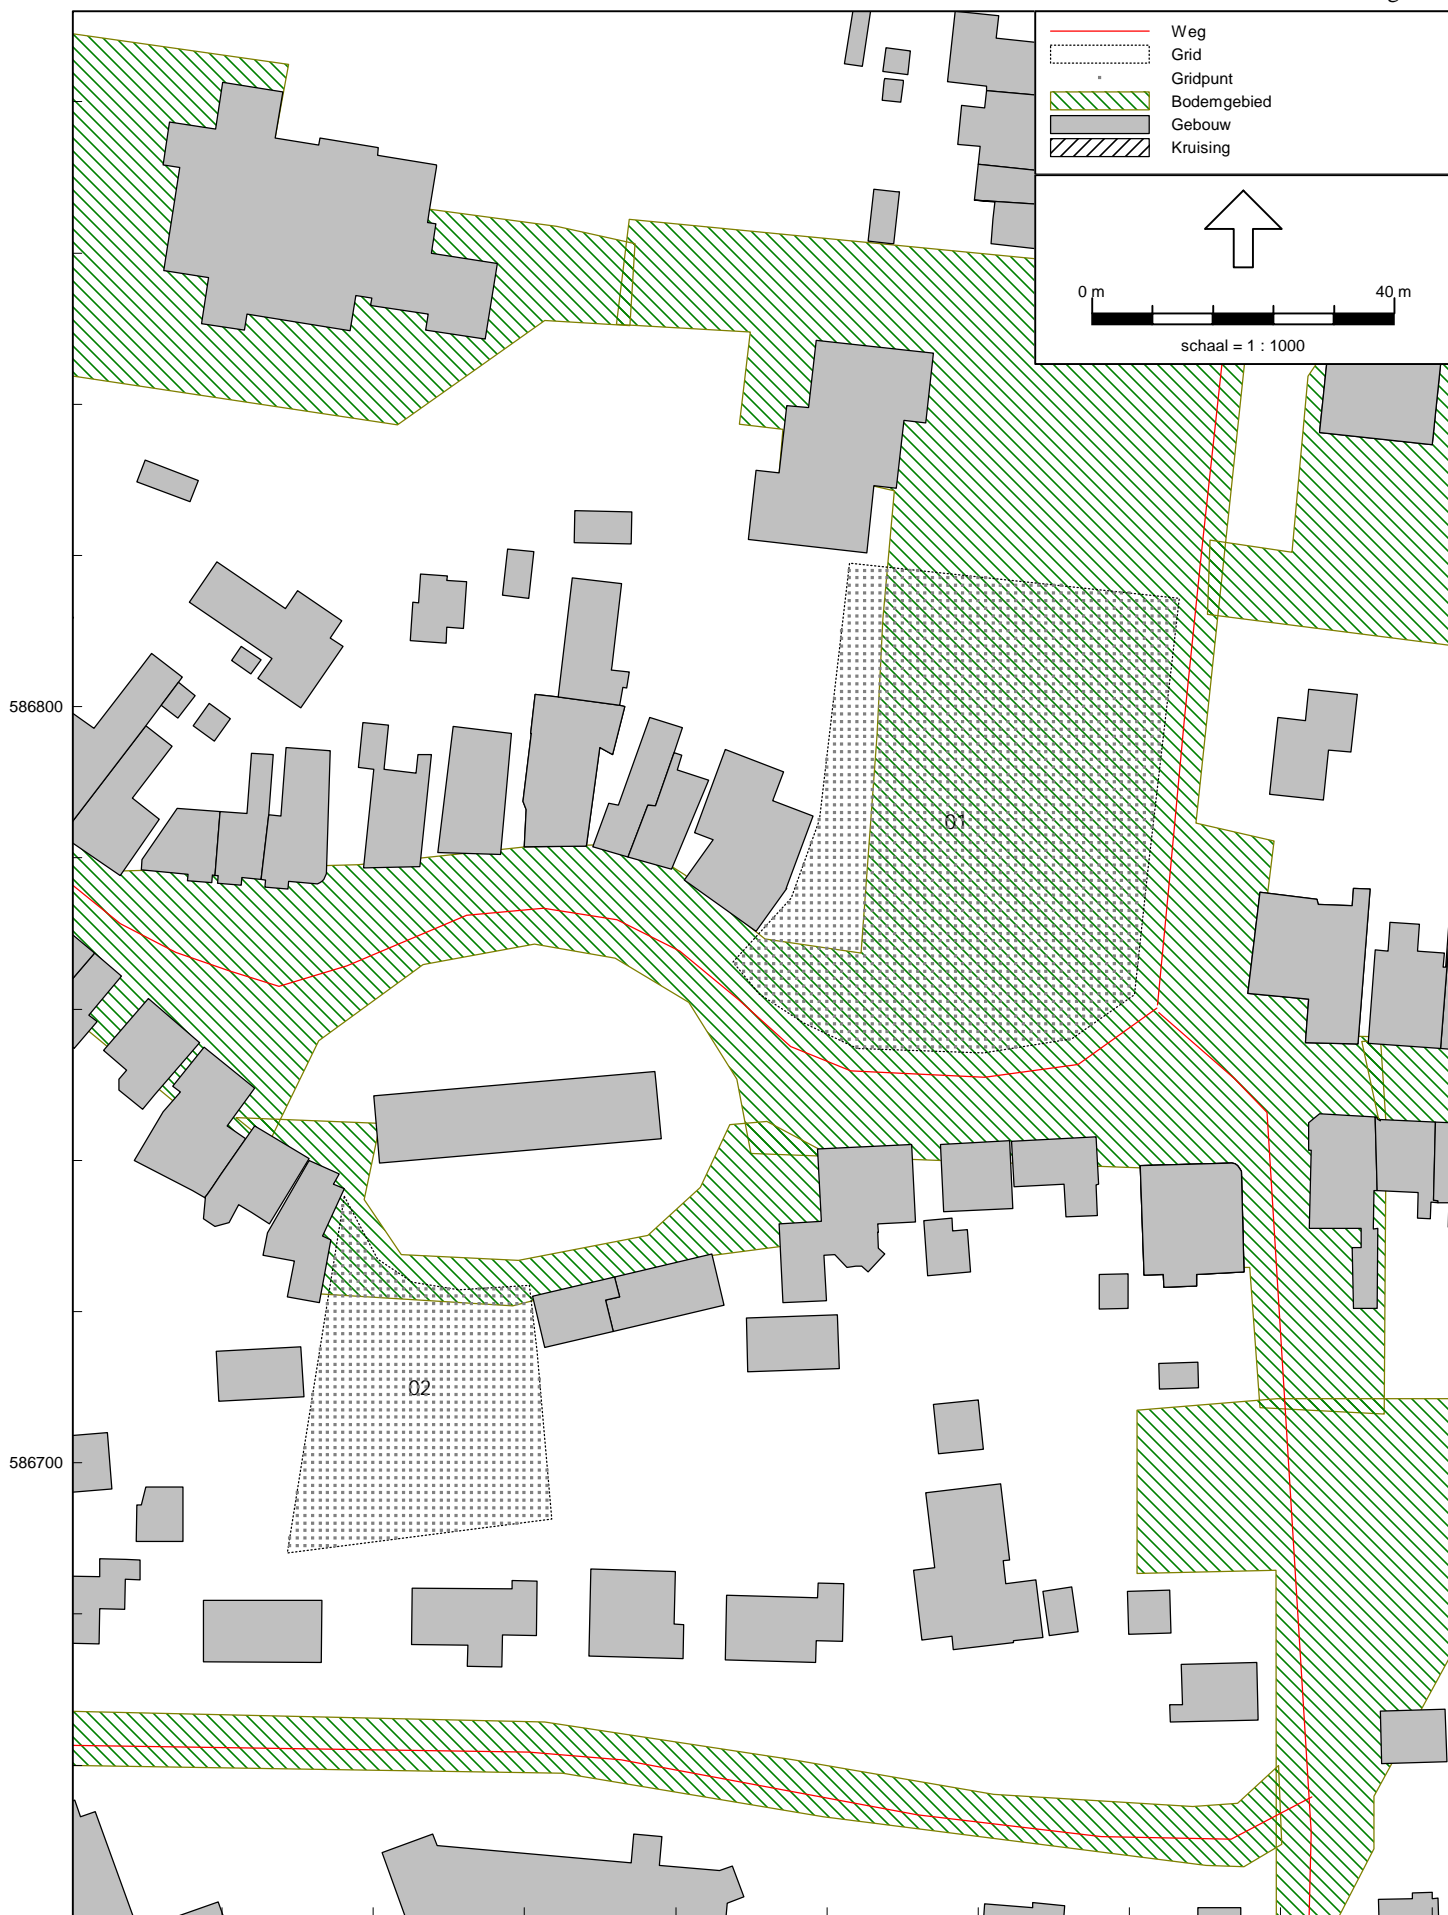 Weg
Grid
Gridpunt
Bodemgebied
Gebouw
Kruising
0 m 40 m
schaal = 1 : 1000
586800
01
02
586700